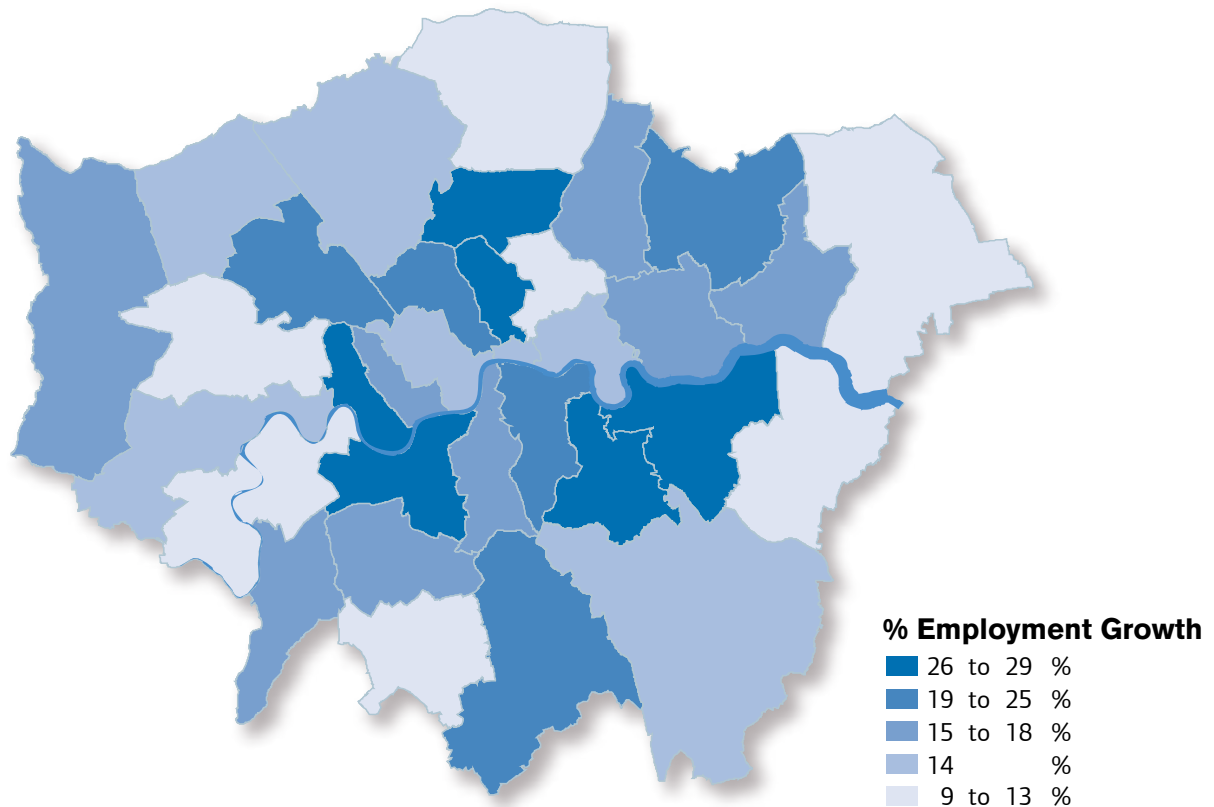 % Employment Growth
26 to 29 %
19 to 25 %
15 to 18 %
14 %
9 to 13 %